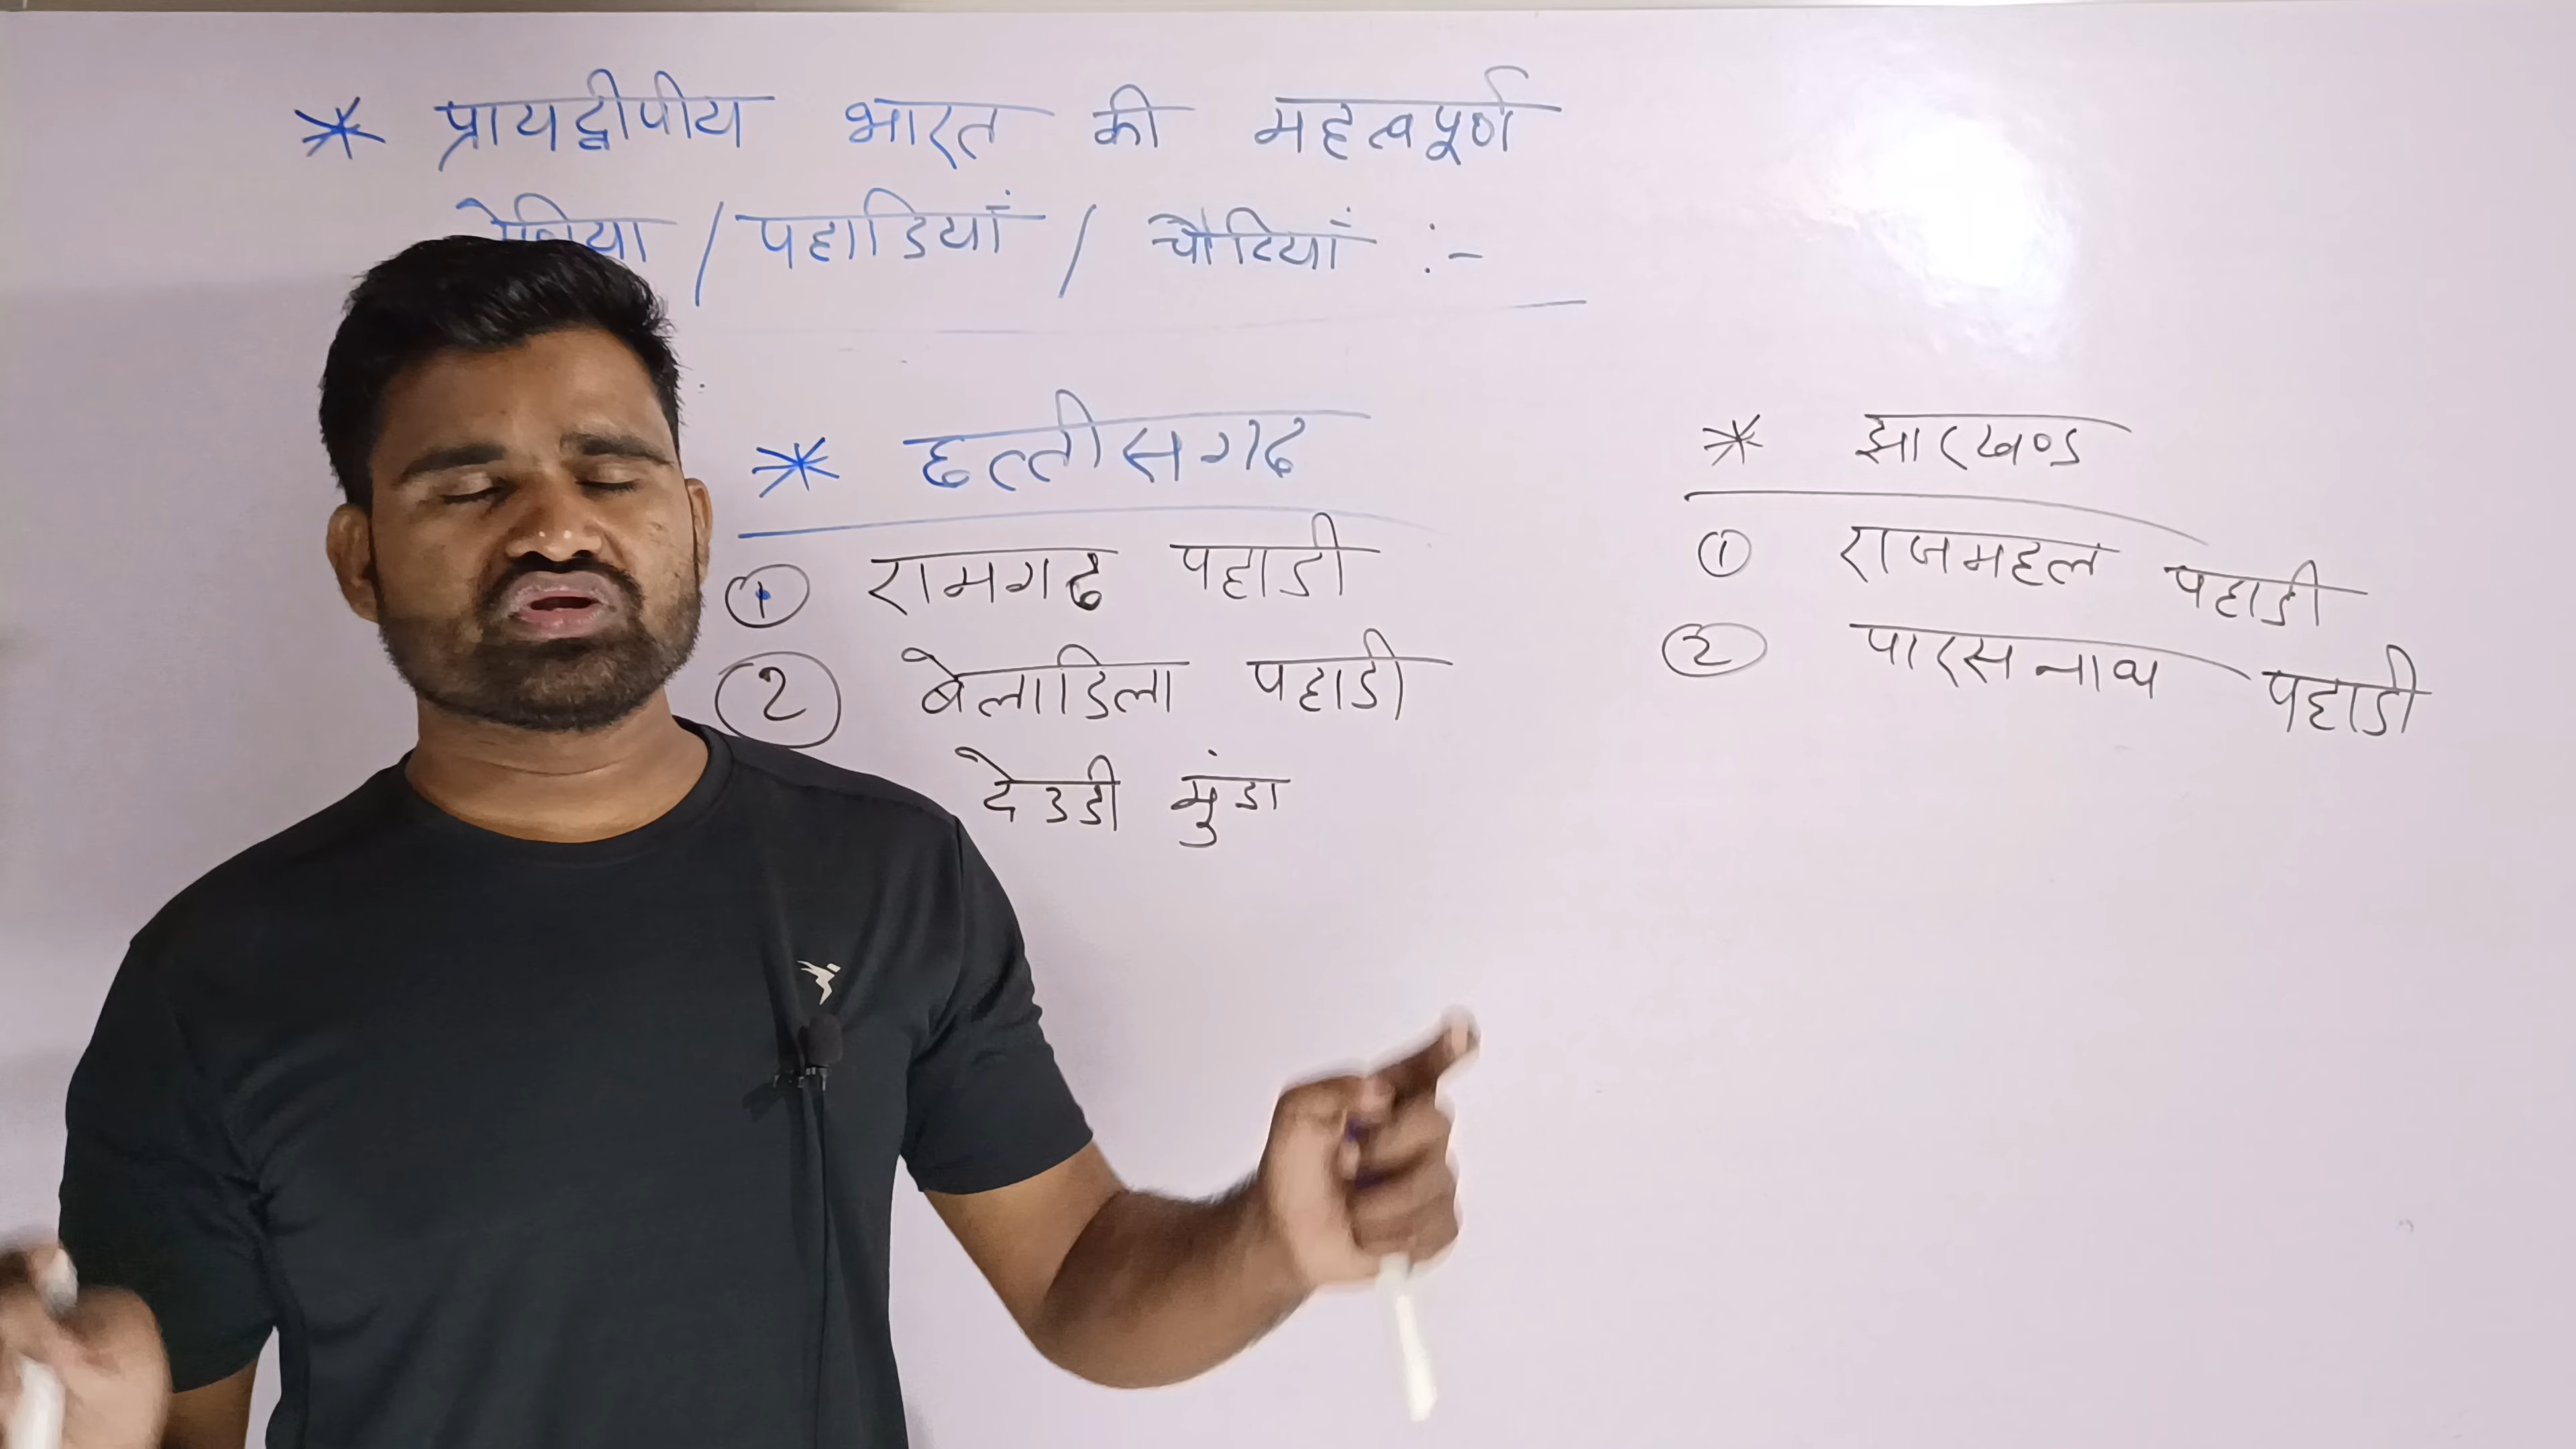 * प्रायद्वीपीय भारत की महत्वपूर्ण
/ पहाडियाँ / चौटियाँ :-
* छत्तीसगढ
① रामगढ पहाडी
② बेलाडिला पहाडी
देउडी मुंडा
* झारखण्ड
① राजमहल पहाडी
② पारसनाथ पहाडी